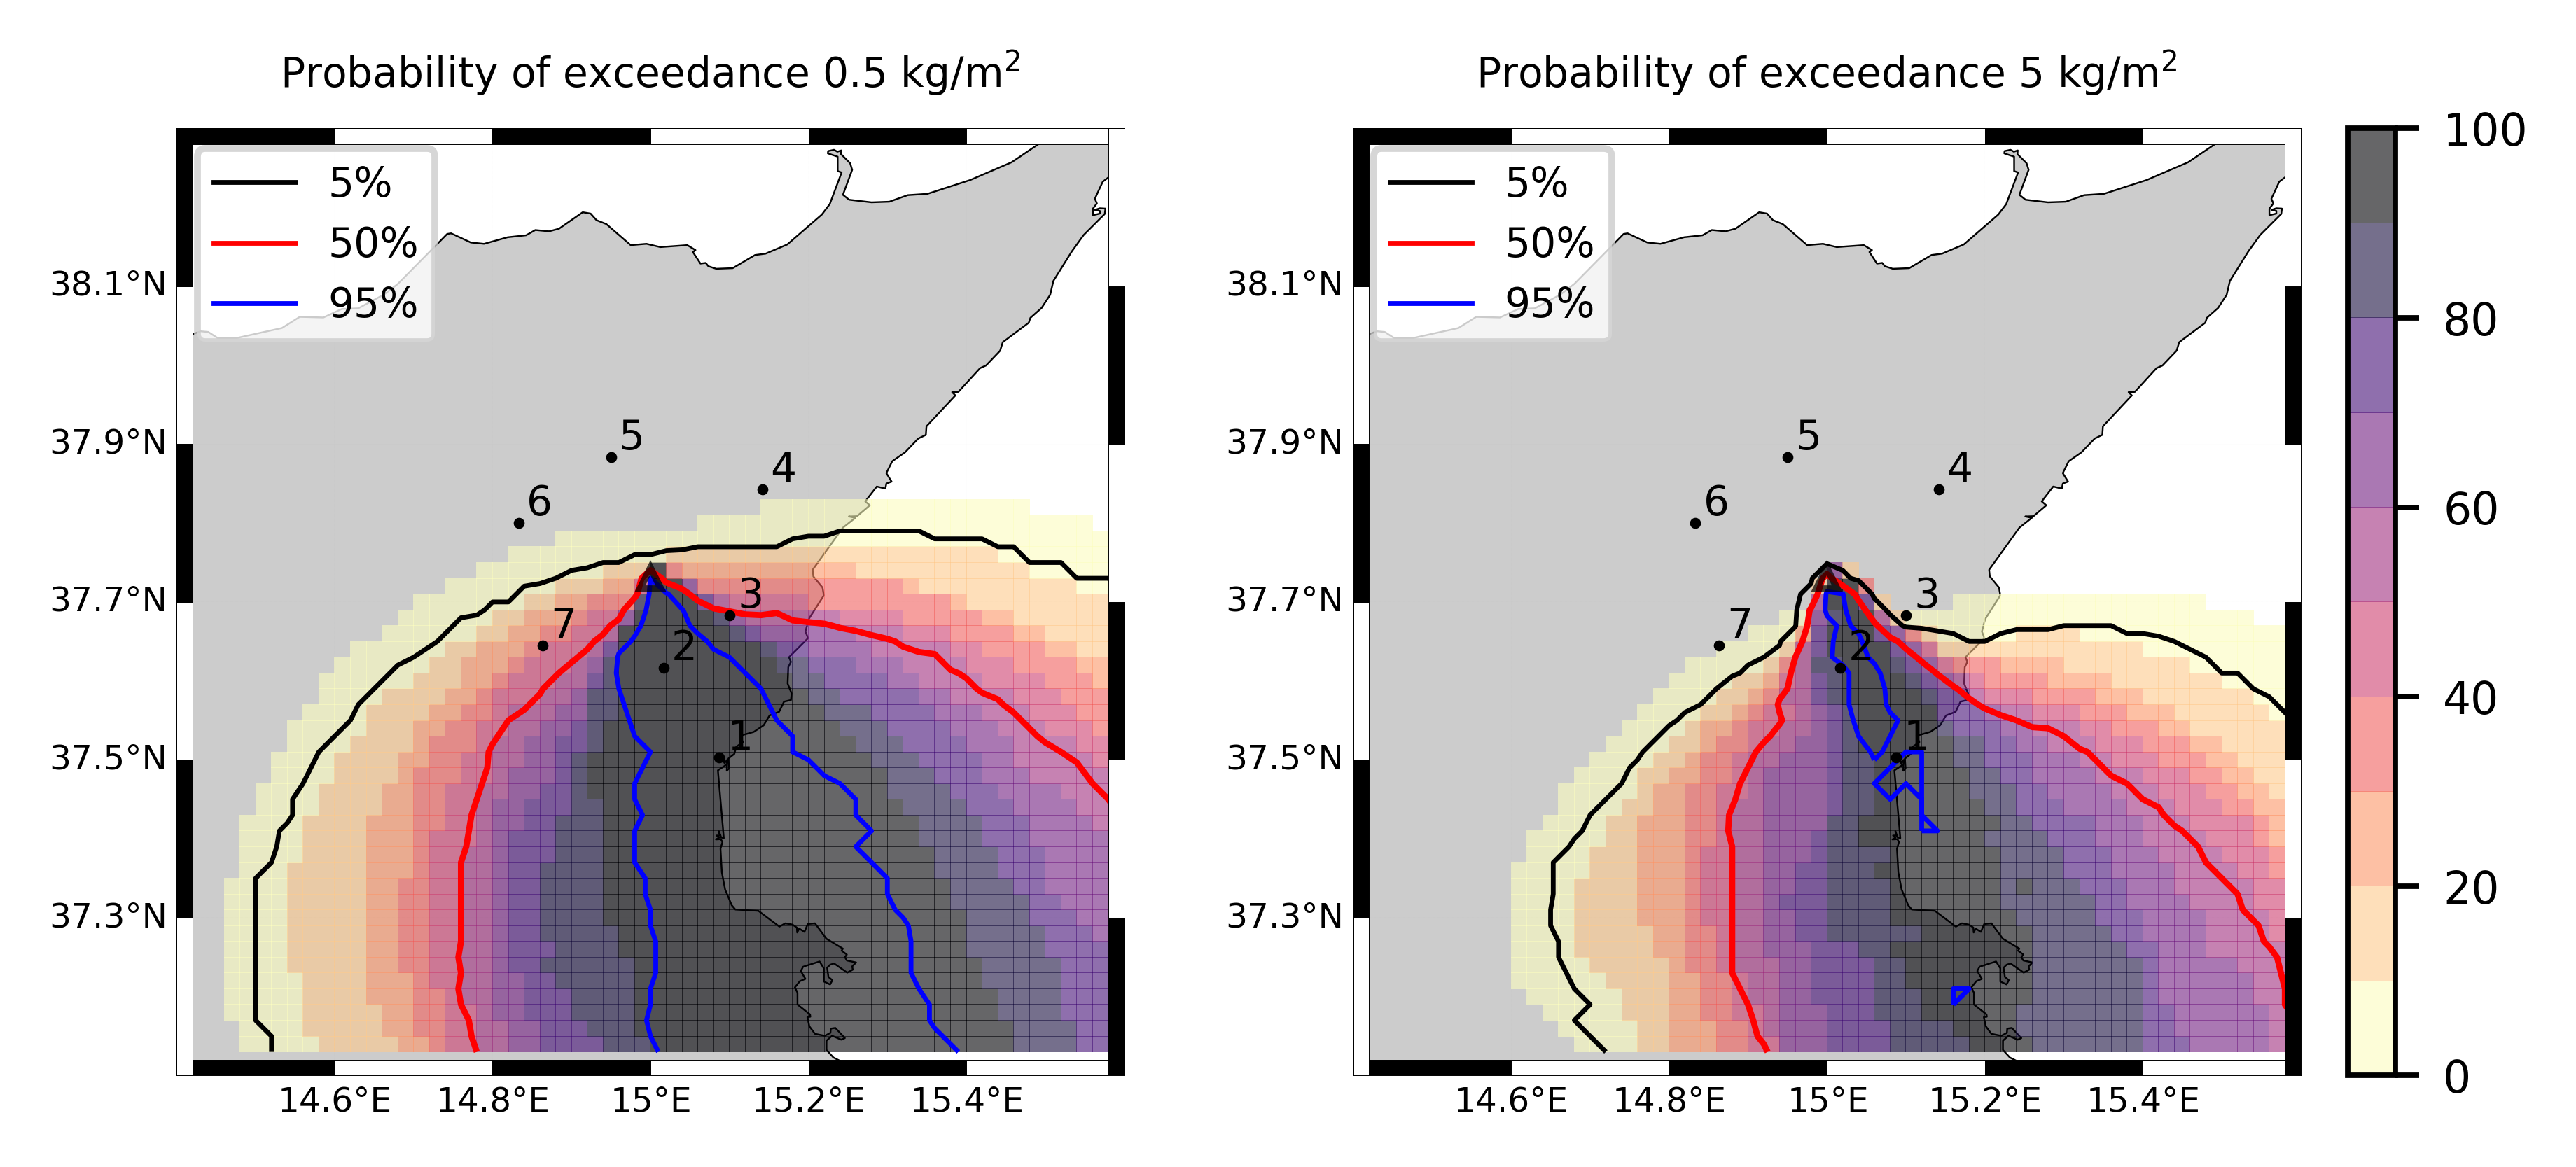 Probability of exceedance 0.5 kg/m²
5%
50%
95%
38.1°N
37.9°N
37.7°N
37.5°N
37.3°N
5
4
6
3
7
2
1
14.6°E 14.8°E 15°E 15.2°E 15.4°E
Probability of exceedance 5 kg/m²
5%
50%
95%
38.1°N
37.9°N
37.7°N
37.5°N
37.3°N
5
4
6
3
7
2
1
14.6°E 14.8°E 15°E 15.2°E 15.4°E
100
80
60
40
20
0